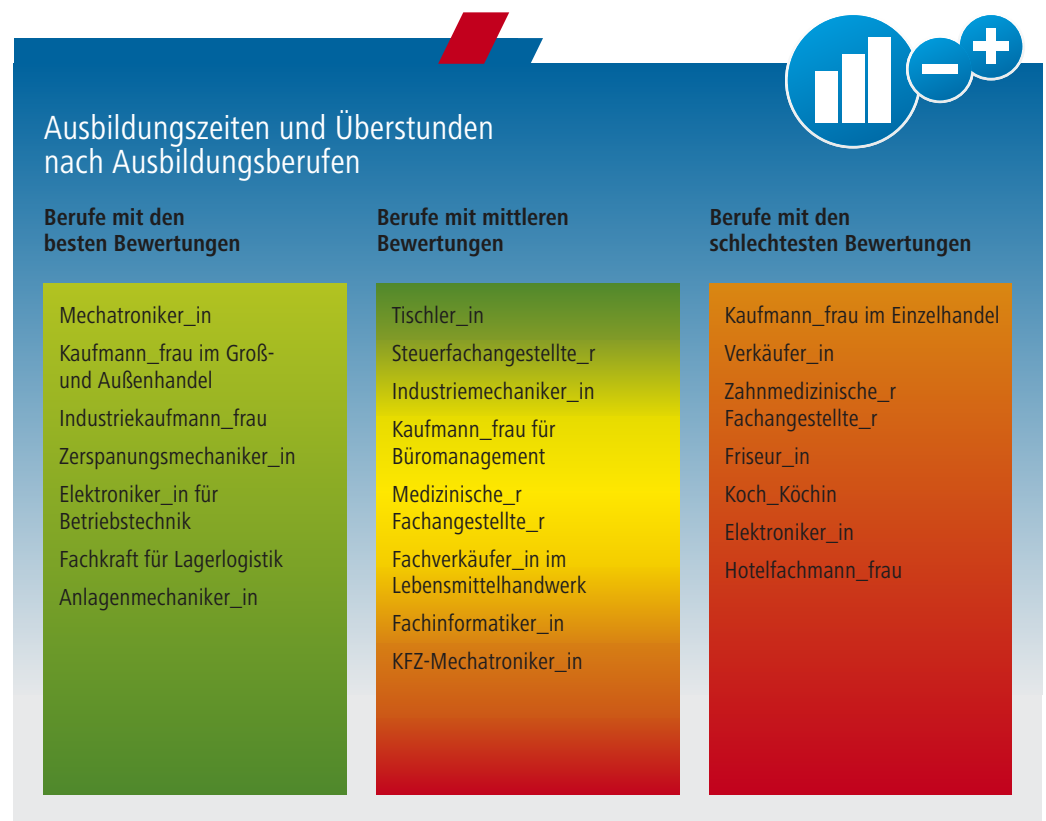 Ausbildungszeiten und Überstunden
nach Ausbildungsberufen
Berufe mit den
besten Bewertungen
Mechatroniker_in
Kaufmann_frau im Groß-
und Außenhandel
Industriekaufmann_frau
Zerspanungsmechaniker_in
Elektroniker_in für
Betriebstechnik
Fachkraft für Lagerlogistik
Anlagenmechaniker_in
Berufe mit mittleren
Bewertungen
Tischler_in
Steuerfachangestellte_r
Industriemechaniker_in
Kaufmann_frau für
Büromanagement
Medizinische_r
Fachangestellte_r
Fachverkäufer_in im
Lebensmittelhandwerk
Fachinformatiker_in
KFZ-Mechatroniker_in
Berufe mit den
schlechtesten Bewertungen
Kaufmann_frau im Einzelhandel
Verkäufer_in
Zahnmedizinische_r
Fachangestellte_r
Friseur_in
Koch_Köchin
Elektroniker_in
Hotelfachmann_frau